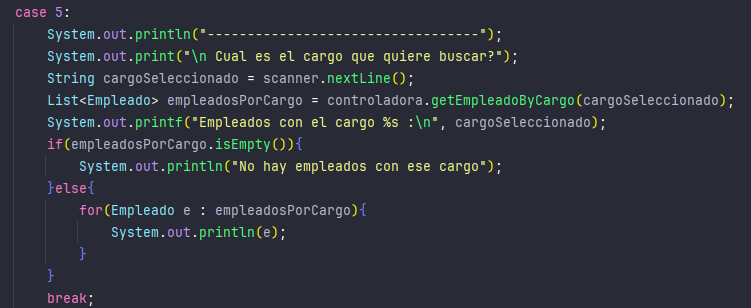 case 5:
System.out.println("----------------------------------");
System.out.print("\n Cual es el cargo que quiere buscar?");
String cargoSeleccionado = scanner.nextLine();
List<Empleado> empleadosPorCargo = controladora.getEmpleadoByCargo(cargoSeleccionado);
System.out.printf("Empleados con el cargo %s :\n", cargoSeleccionado);
if(empleadosPorCargo.isEmpty()){
System.out.println("No hay empleados con ese cargo");
}else{
for(Empleado e : empleadosPorCargo){
System.out.println(e);
}
}
break;